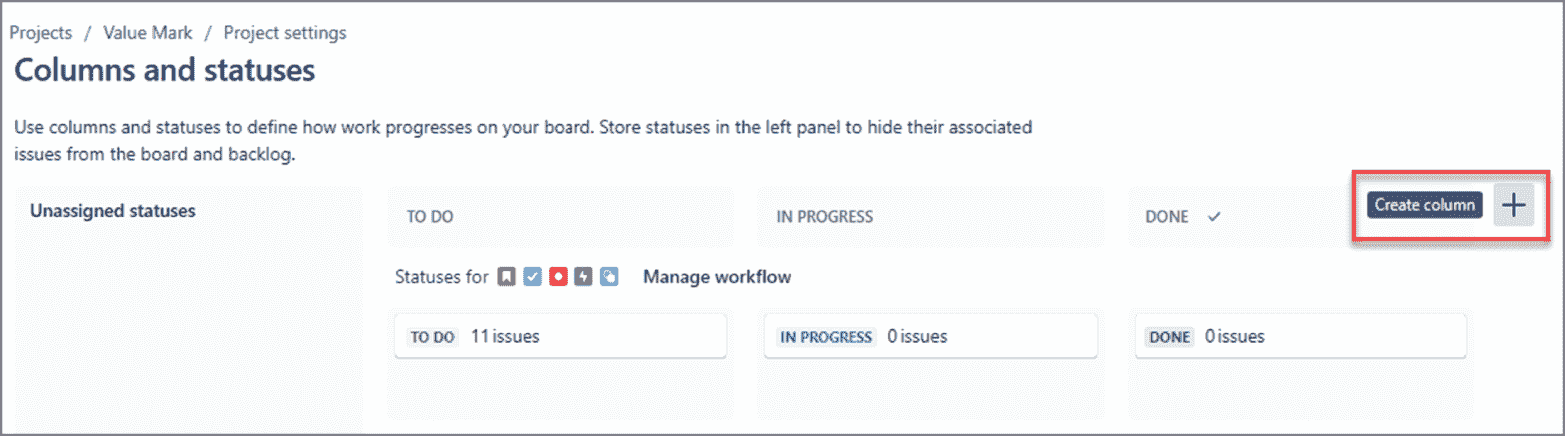 Projects / Value Mark / Project settings
Columns and statuses
Use columns and statuses to define how work progresses on your board. Store statuses in the left panel to hide their associated
issues from the board and backlog.
Unassigned statuses
TO DO
IN PROGRESS
DONE
Create column
Statuses for
Manage workflow
TO DO 11 issues
IN PROGRESS 0 issues
DONE 0 issues